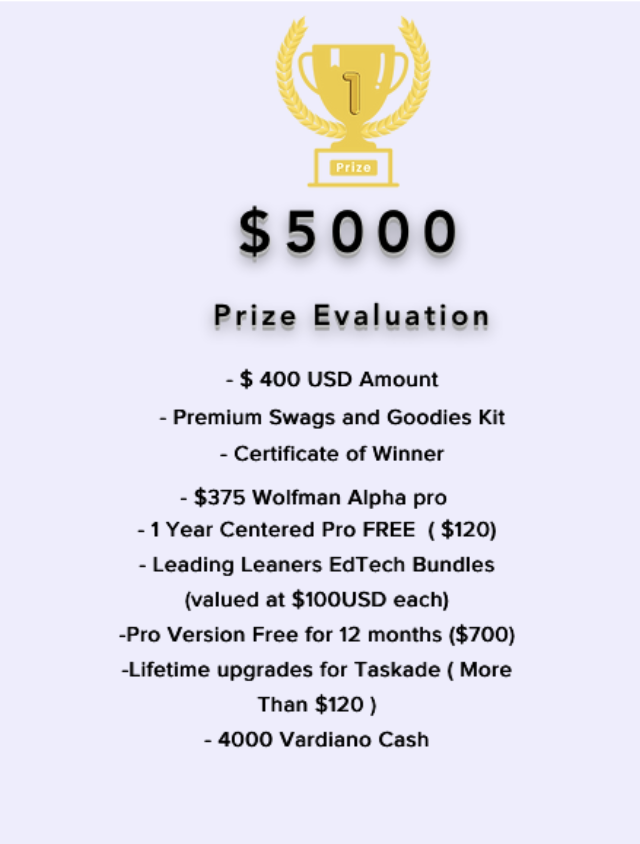 1
Prize
$5000
Prize Evaluation
- $ 400 USD Amount
- Premium Swags and Goodies Kit
- Certificate of Winner
- $375 Wolfman Alpha pro
- 1 Year Centered Pro FREE ( $120)
- Leading Leaners EdTech Bundles
(valued at $100USD each)
-Pro Version Free for 12 months ($700)
-Lifetime upgrades for Taskade ( More
Than $120 )
- 4000 Vardiano Cash